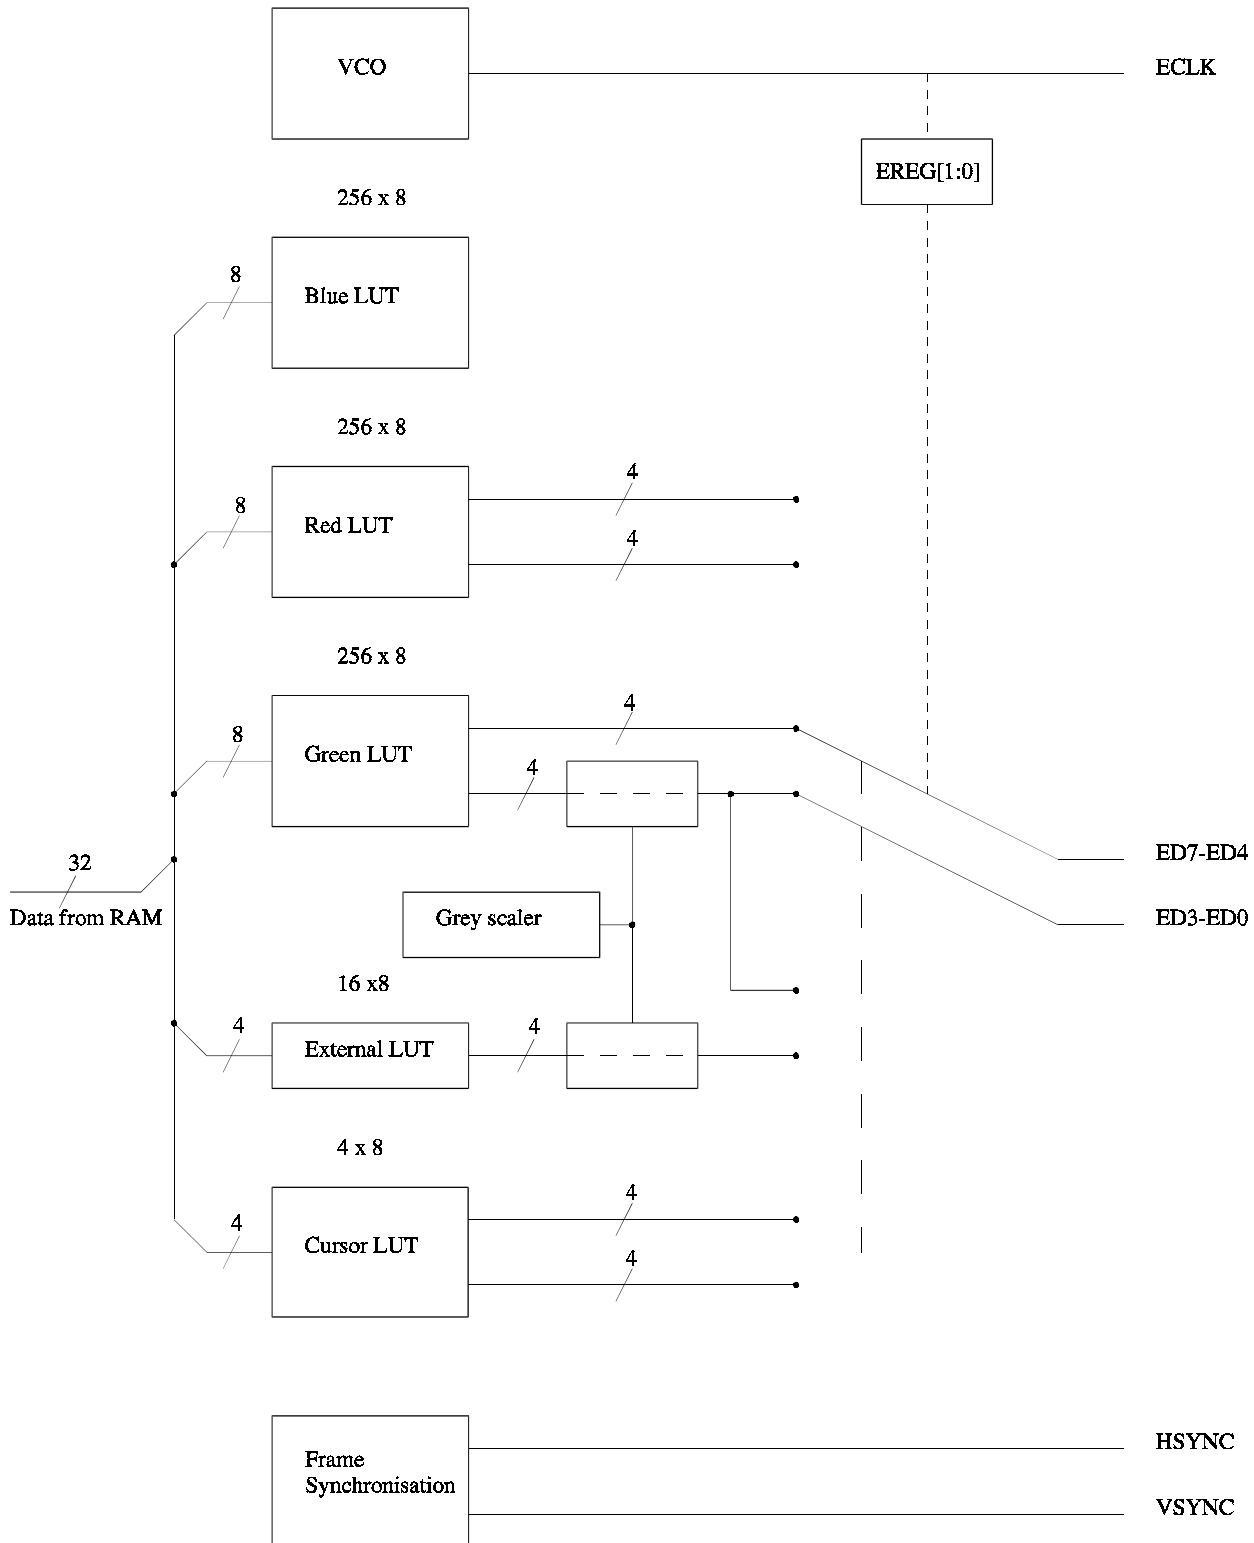 VCO
ECLK
EREG[1:0]
256 x 8
8
Blue LUT
256 x 8
4
8
Red LUT
4
256 x 8
4
8
Green LUT
4
32
ED7-ED4
Data from RAM
Grey scaler
ED3-ED0
16 x8
4
External LUT
4
4 x 8
4
4
Cursor LUT
4
HSYNC
Frame
Synchronisation
VSYNC